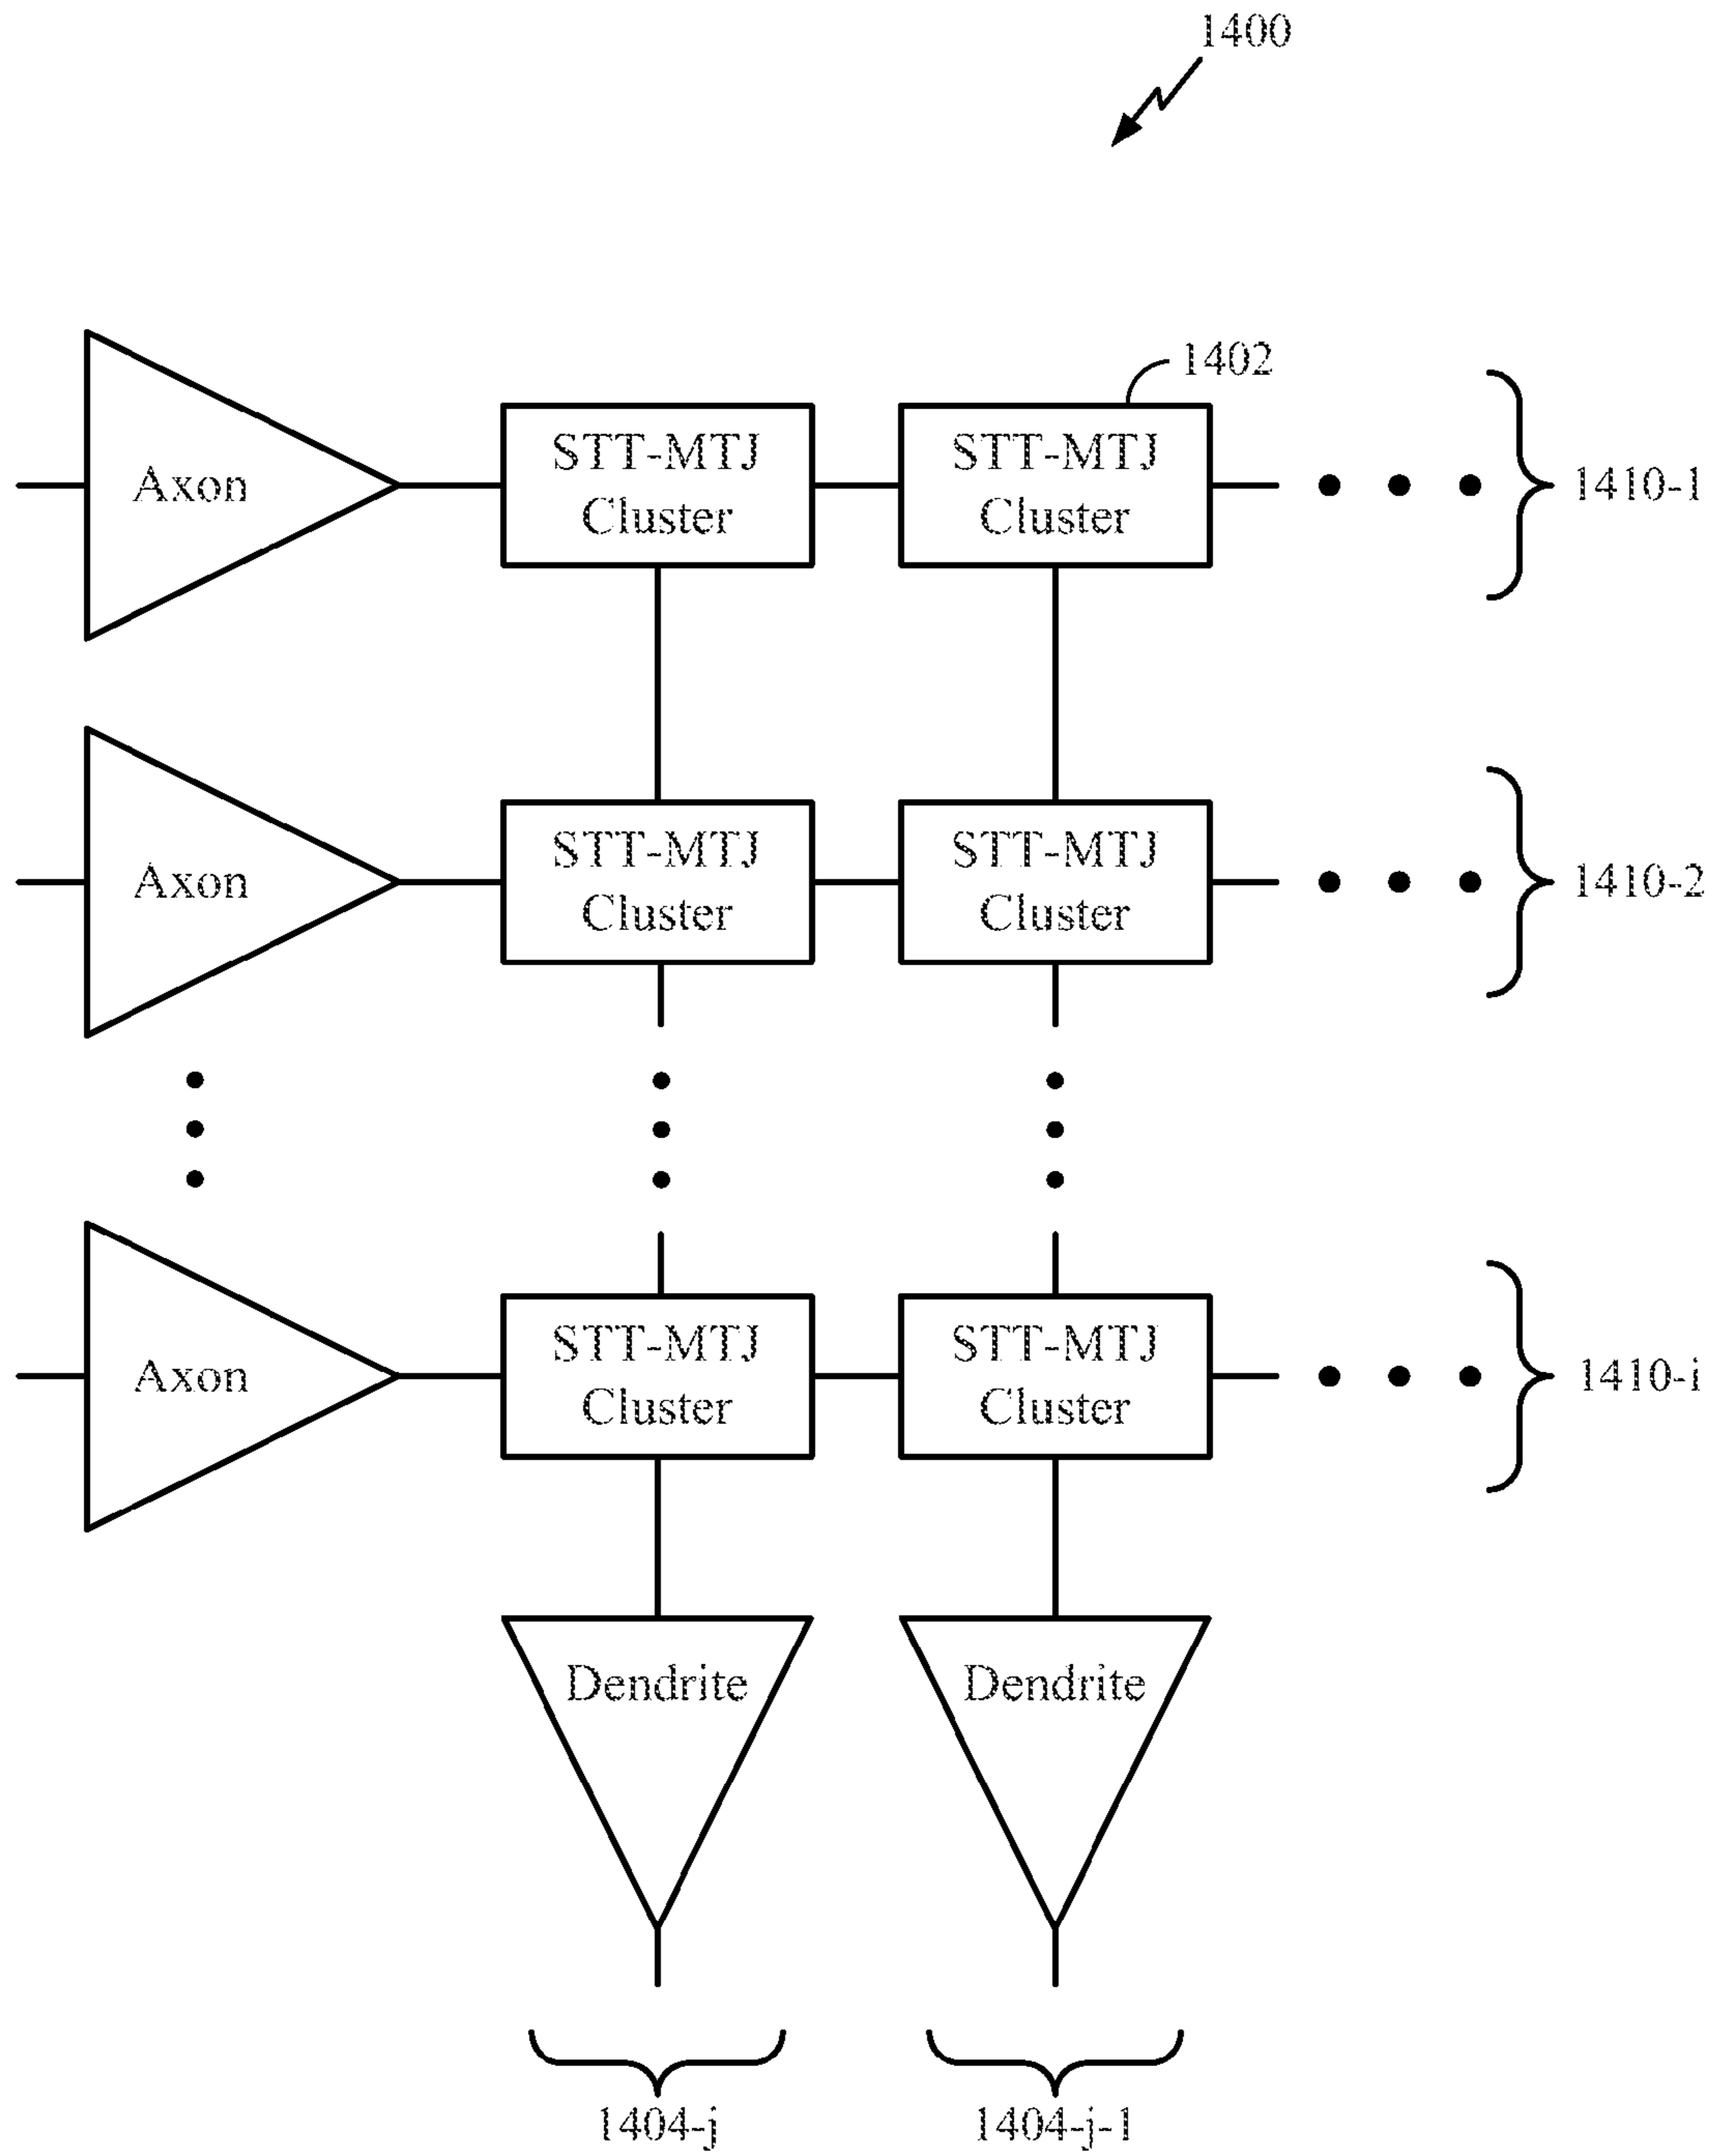 1400
1402
Axon
STT-MTJ
Cluster
STT-MTJ
Cluster
1410-1
Axon
STT-MTJ
Cluster
STT-MTJ
Cluster
1410-2
Axon
STT-MTJ
Cluster
STT-MTJ
Cluster
1410-i
Dendrite
Dendrite
1404-j
1404-j-1